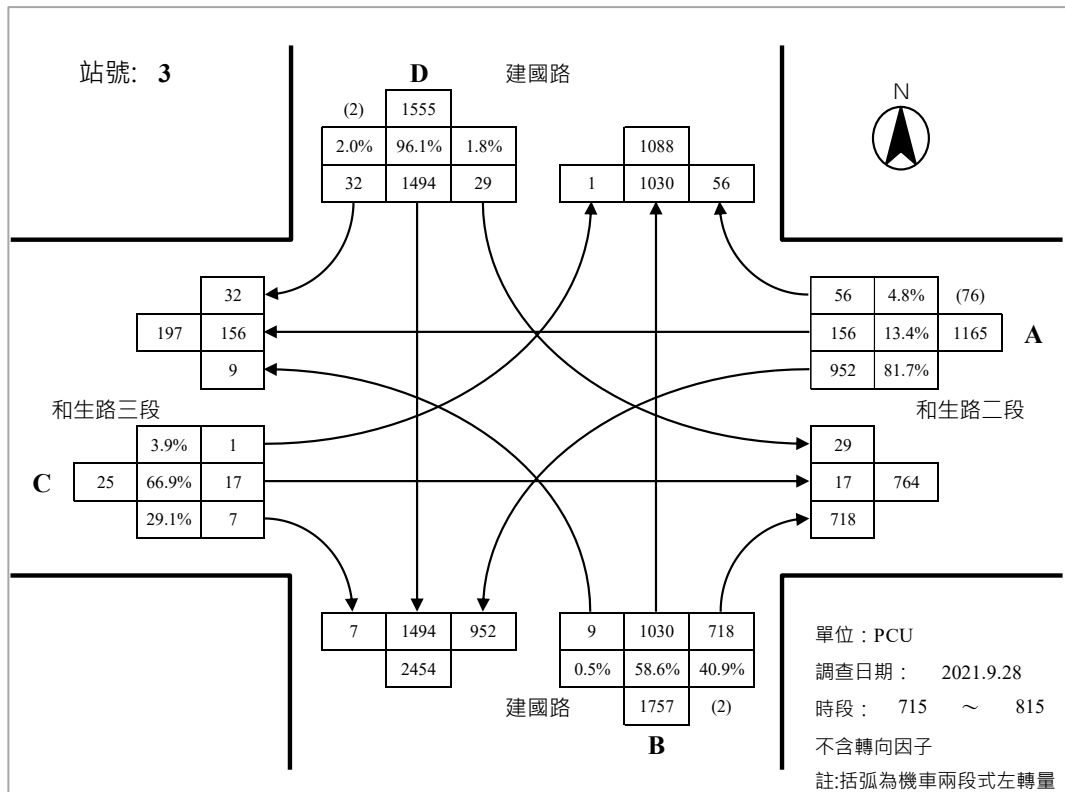 站號: 3
D
建國路
N
(2)
1555
2.0% 96.1% 1.8%
32 1494 29
1088
1 1030 56
32
197 156
9
56 4.8% (76)
156 13.4% 1165
952 81.7%
A
和生路三段
和生路二段
3.9% 1
25 66.9% 17
29.1% 7
C
29
17 764
718
7 1494 952
2454
9 1030 718
0.5% 58.6% 40.9%
1757 (2)
建國路
B
單位：PCU
調查日期： 2021.9.28
時段： 715 ～ 815
不含轉向因子
註:括弧為機車兩段式左轉量